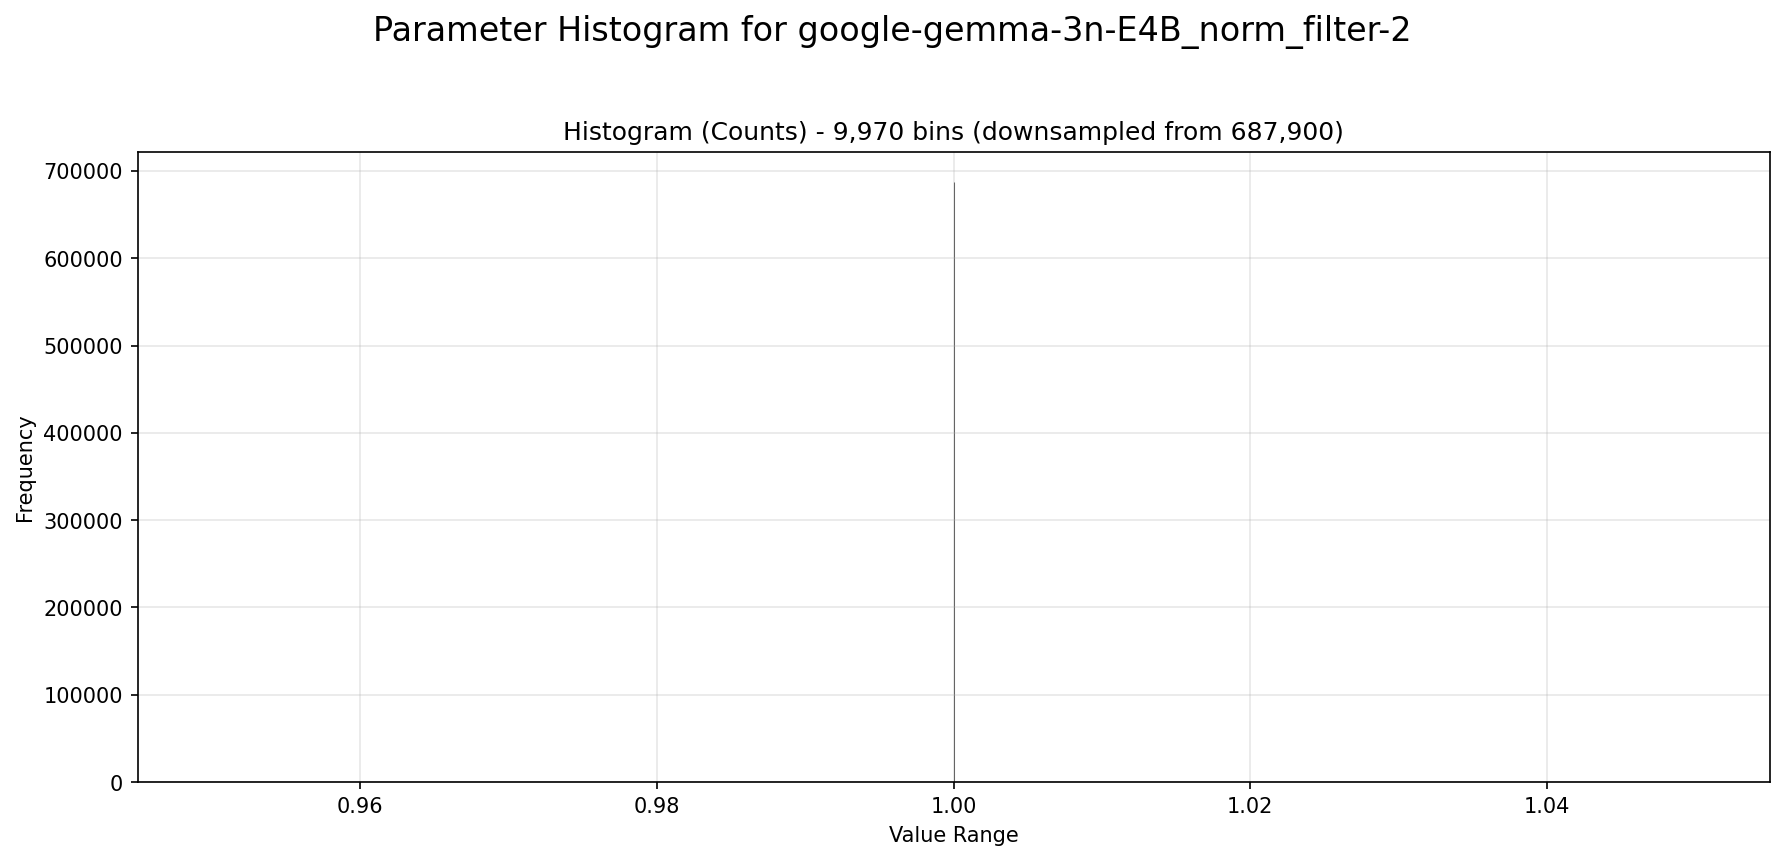 Parameter Histogram for google-gemma-3n-E4B_norm_filter-2
Histogram (Counts) - 9,970 bins (downsampled from 687,900)
700000
600000
500000
400000
300000
200000
100000
0
Frequency
0.96 0.98 1.00 1.02 1.04
Value Range